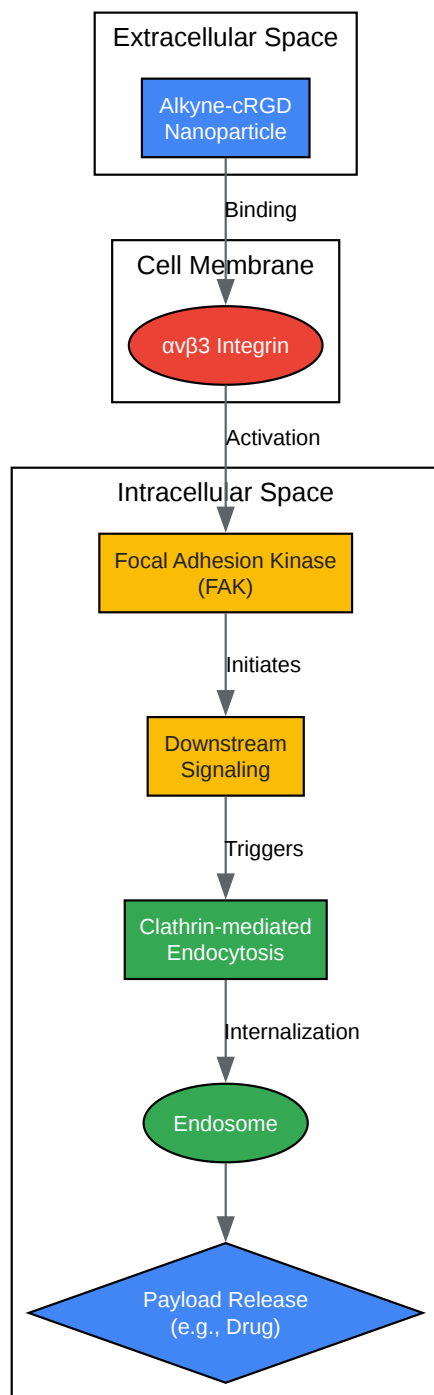 Extracellular Space
Alkyne-cRGD
Nanoparticle
Binding
Cell Membrane
αvβ3 Integrin
Activation
Intracellular Space
Focal Adhesion Kinase
(FAK)
Initiates
Downstream
Signaling
Triggers
Clathrin-mediated
Endocytosis
Internalization
Endosome
Payload Release
(e.g., Drug)